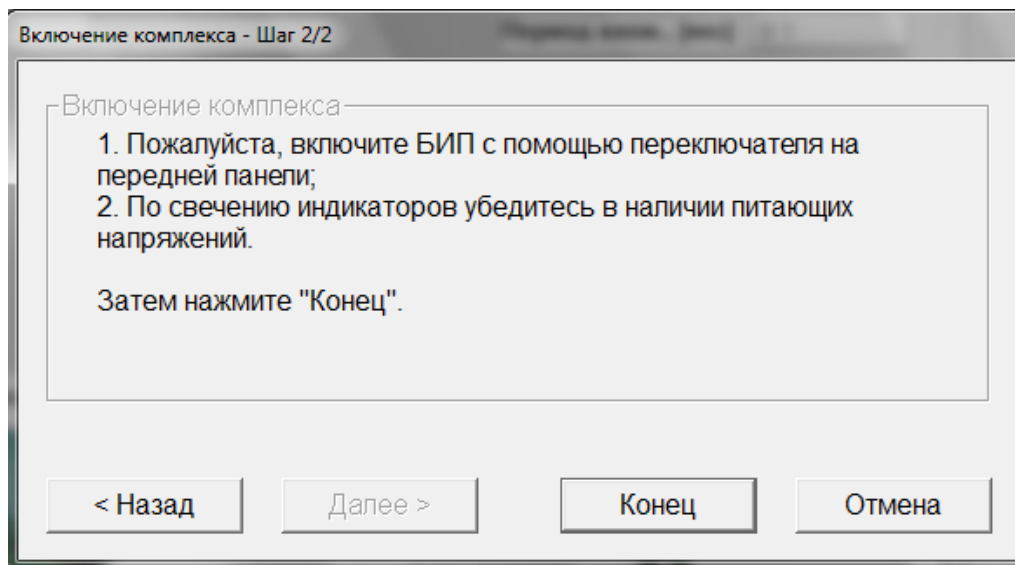 Включение комплекса - Шаг 2/2
Включение комплекса
1. Пожалуйста, включите БИП с помощью переключателя на
передней панели;
2. По свечению индикаторов убедитесь в наличии питающих
напряжений.
Затем нажмите "Конец".
< Назад
Далее >
Конец
Отмена